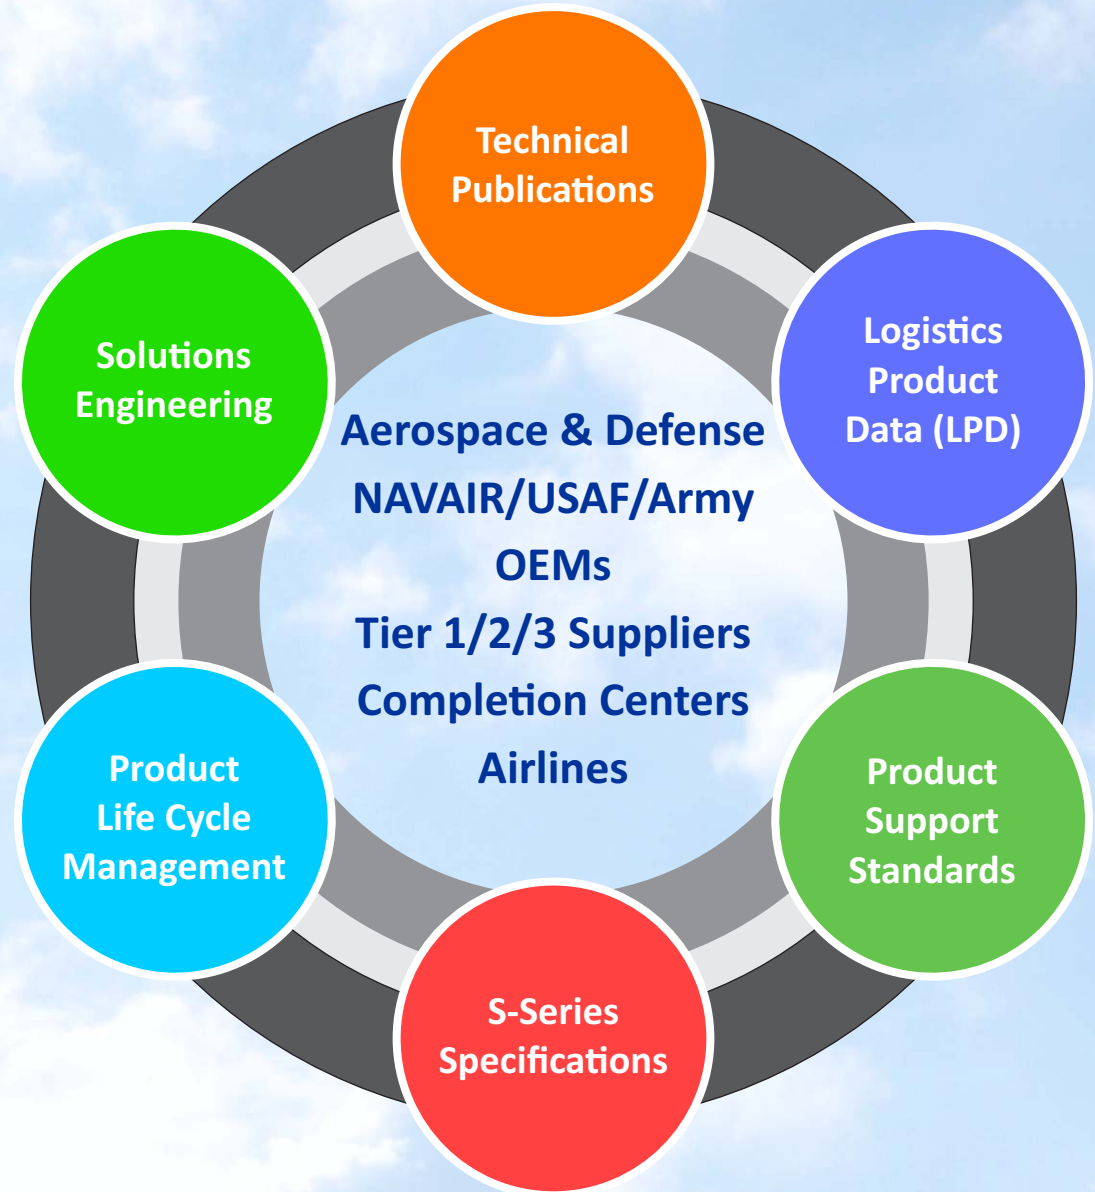 Technical
Publications
Logistics
Product
Data (LPD)
Product
Support
Standards
S-Series
Specifications
Product
Life Cycle
Management
Solutions
Engineering
Aerospace & Defense
NAVAIR/USAF/Army
OEMs
Tier 1/2/3 Suppliers
Completion Centers
Airlines